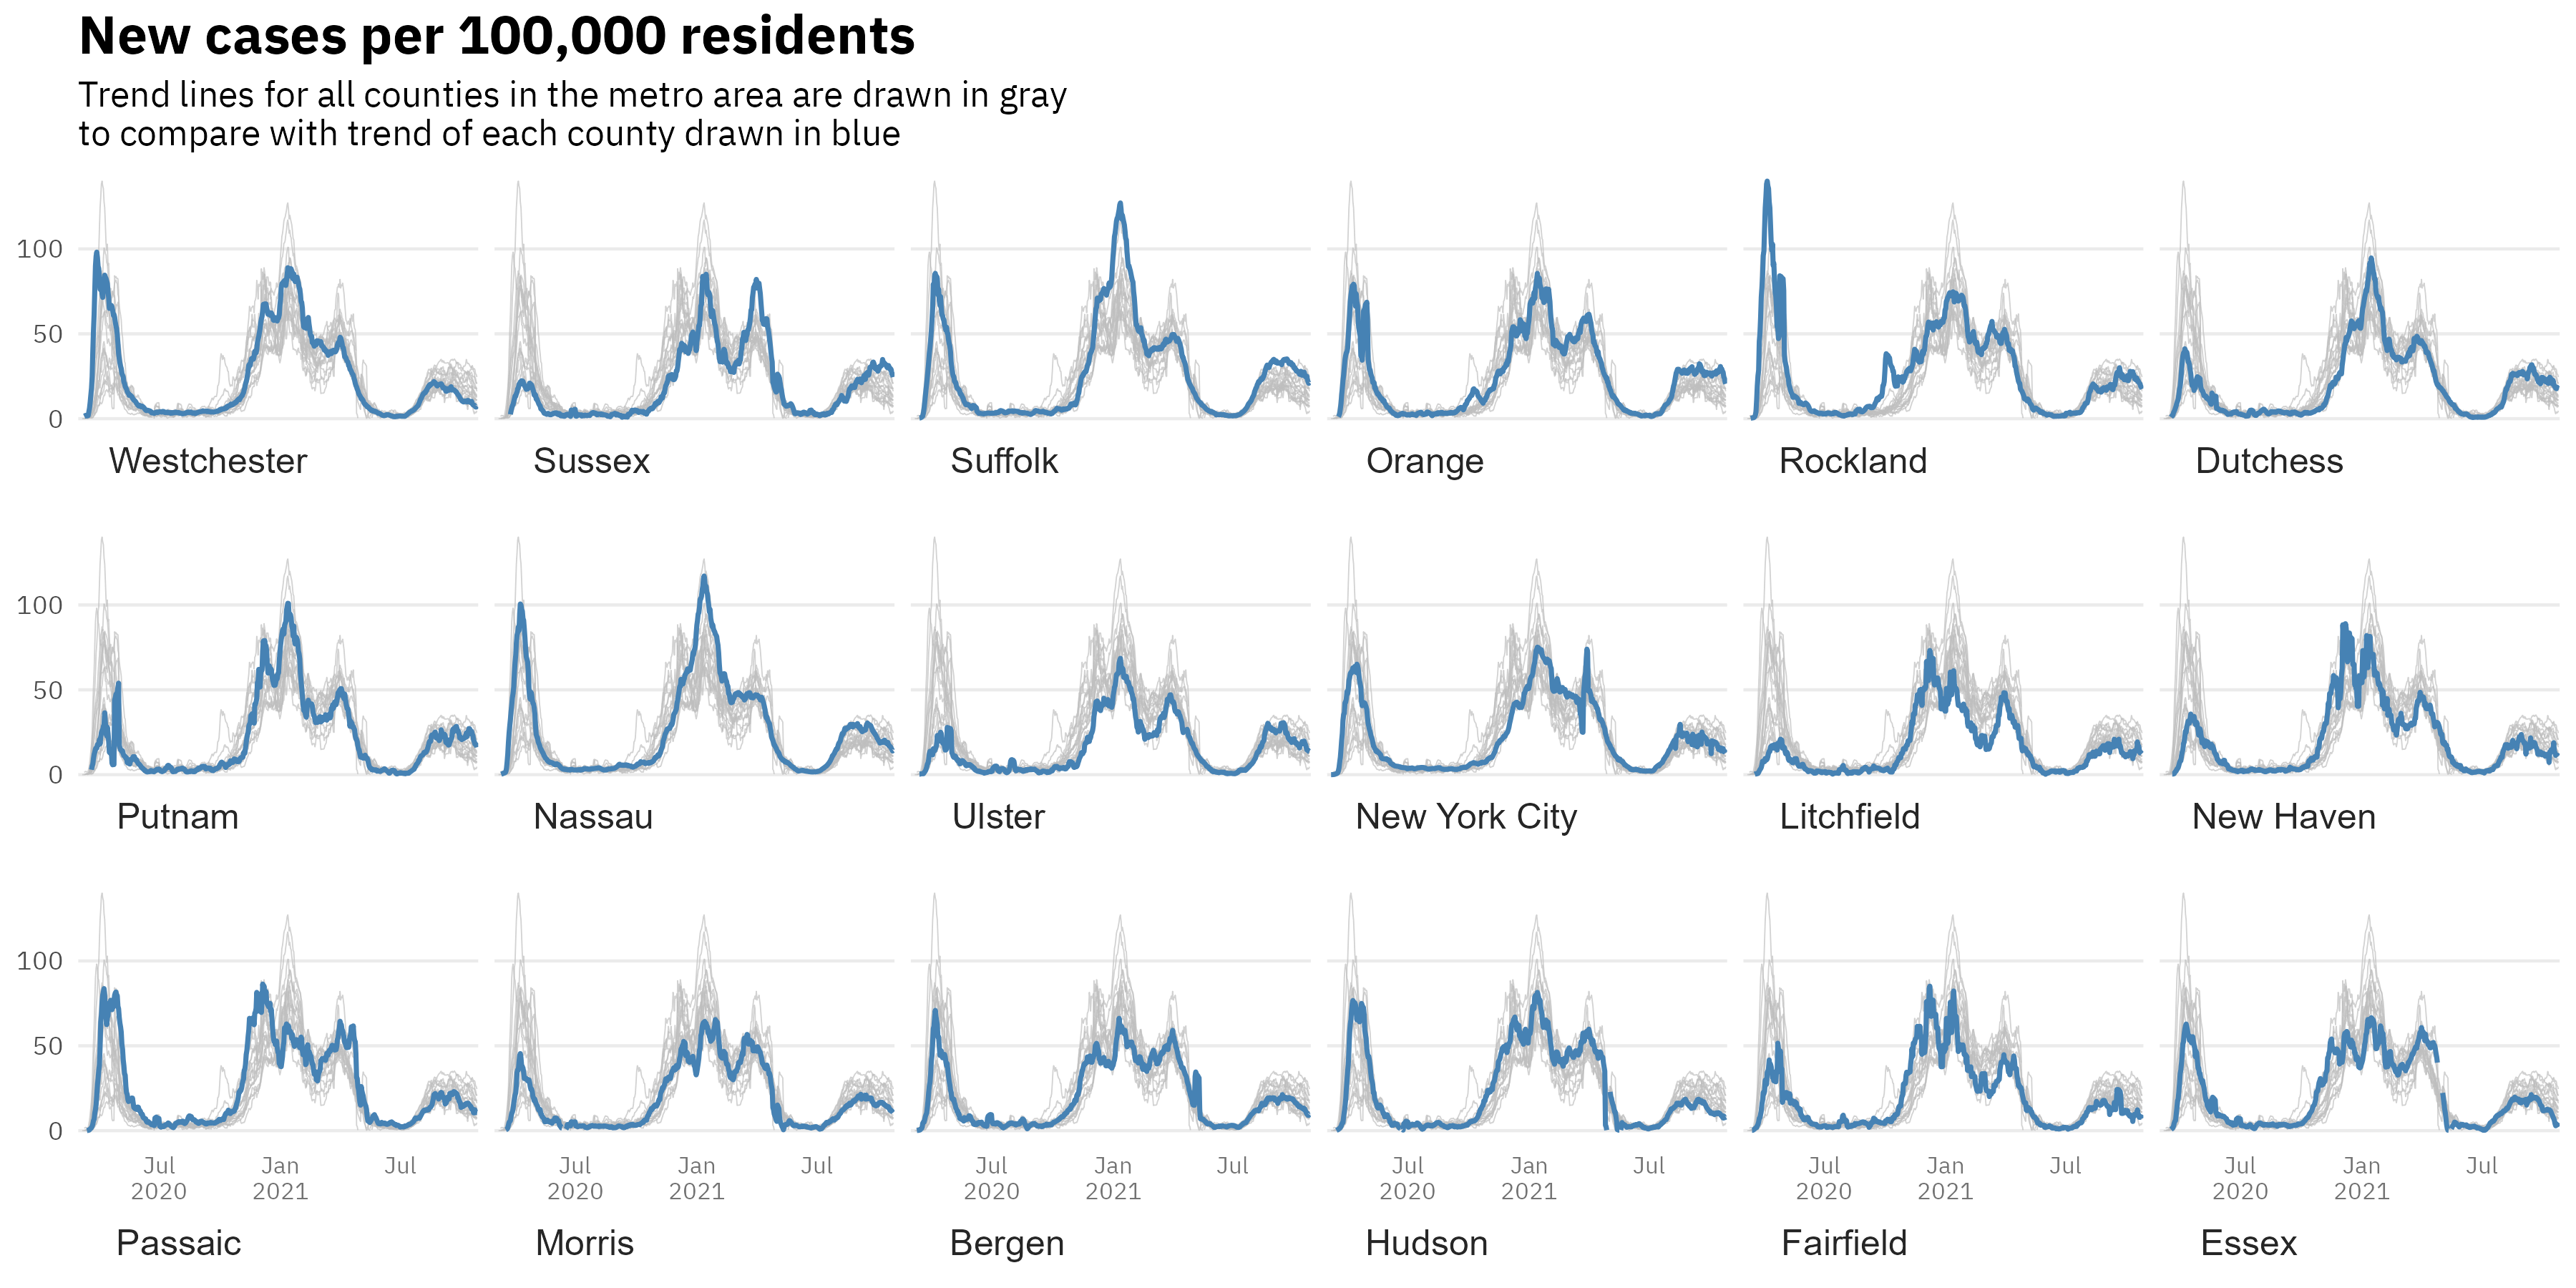 New cases per 100,000 residents
Trend lines for all counties in the metro area are drawn in gray
to compare with trend of each county drawn in blue
100
50
0
Westchester
Sussex
Suffolk
Orange
Rockland
Dutchess
100
50
0
Putnam
Nassau
Ulster
New York City
Litchfield
New Haven
100
50
0
Jul
2020
Jan
2021
Jul
Jul
2020
Jan
2021
Jul
Jul
2020
Jan
2021
Jul
Jul
2020
Jan
2021
Jul
Jul
2020
Jan
2021
Jul
Jul
2020
Jan
2021
Jul
Passaic
Morris
Bergen
Hudson
Fairfield
Essex